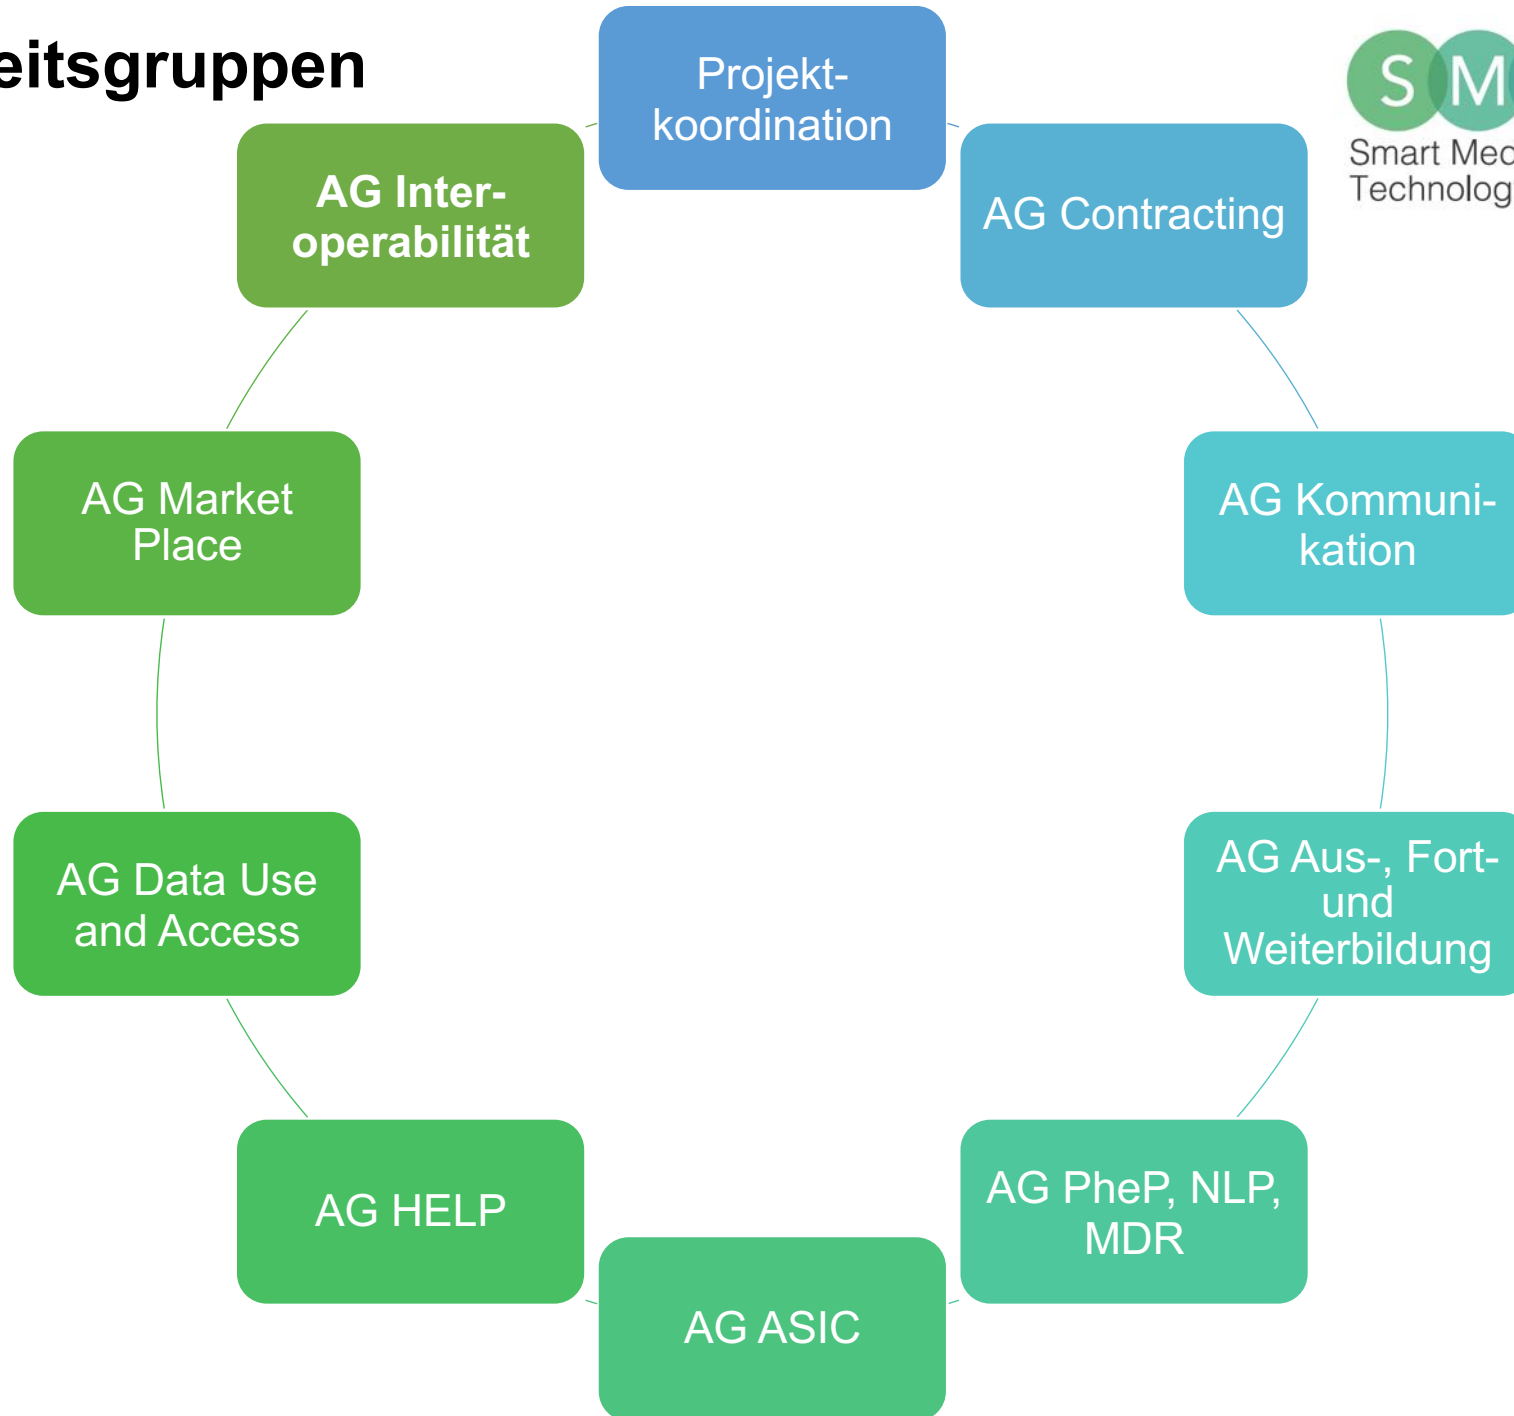 eitsgruppen
Projekt-
koordination
S M
Smart Med
Technolog
AG Contracting
AG Kommuni-
kation
AG Aus-, Fort-
und
Weiterbildung
AG PheP, NLP,
MDR
AG ASIC
AG HELP
AG Data Use
and Access
AG Market
Place
AG Inter-
operabilität